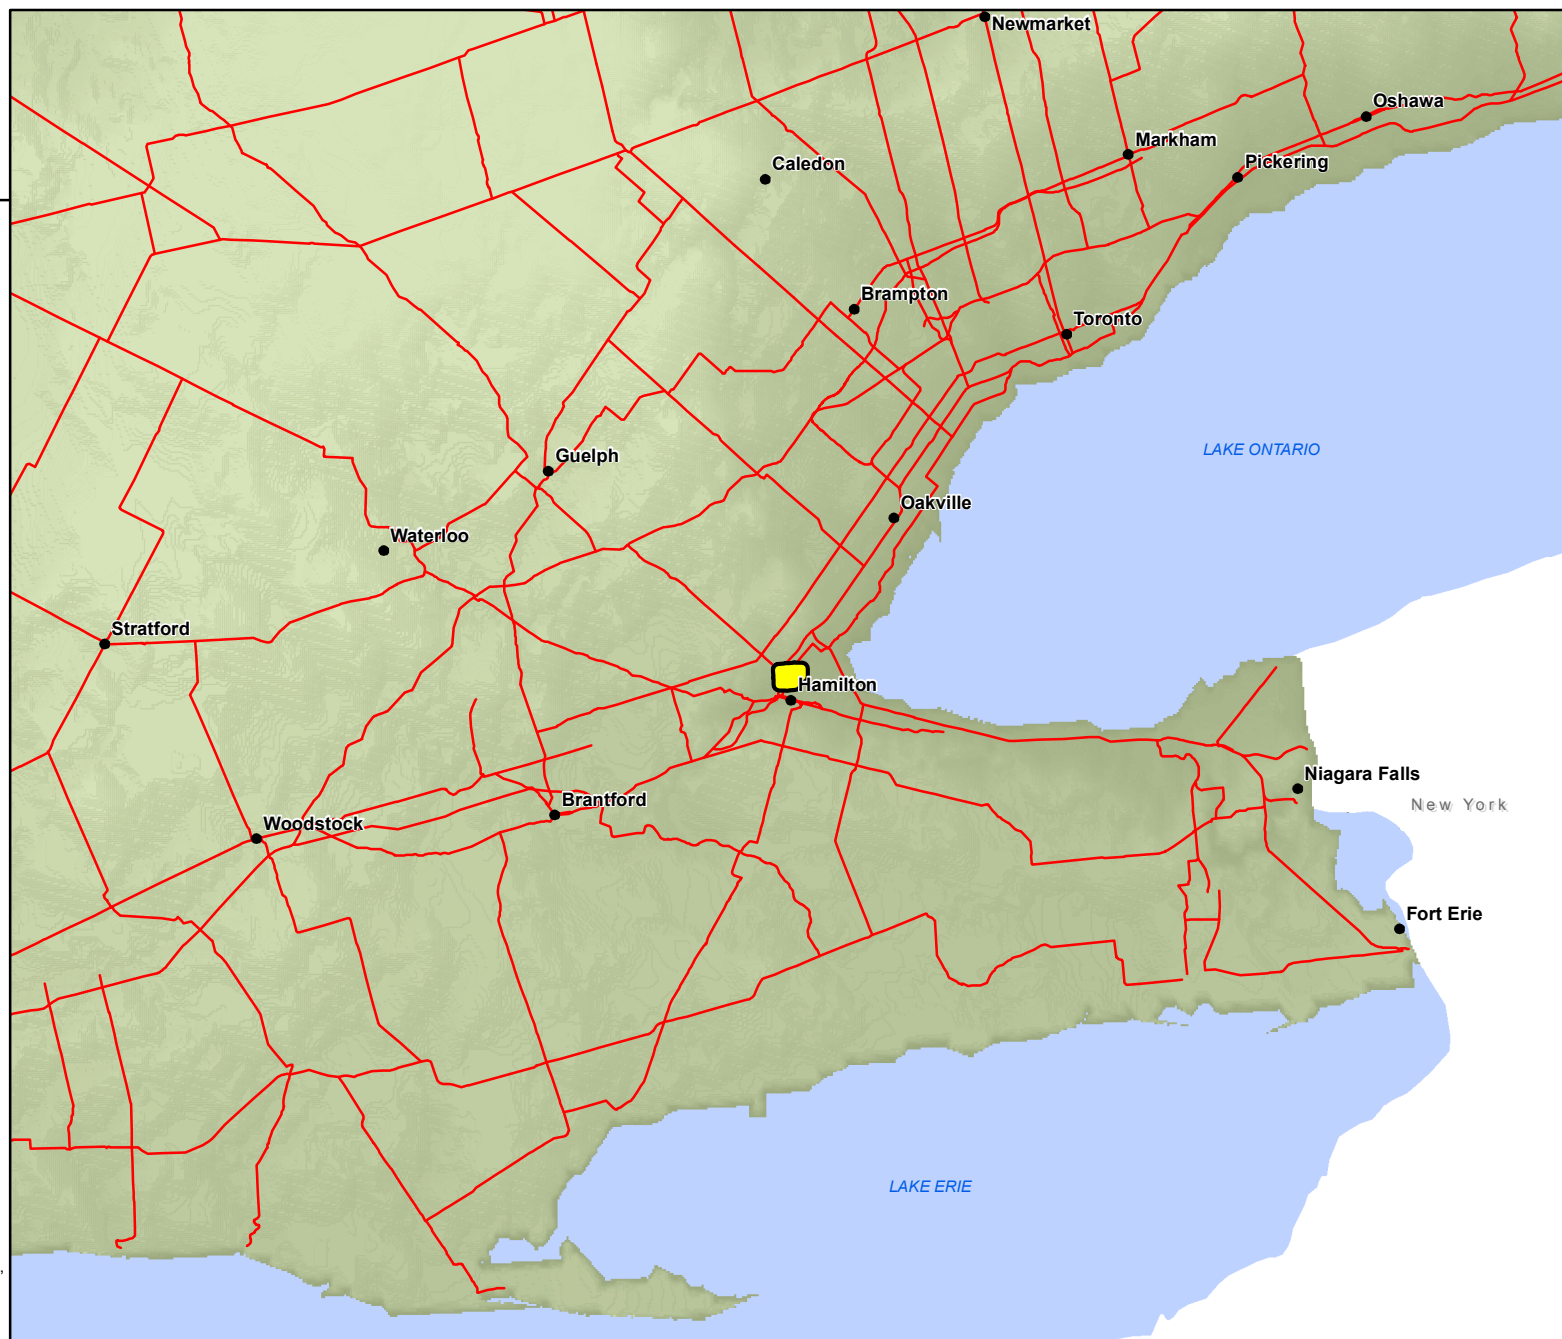 Newmarket
Oshawa
Markham
Pickering
Caledon
Brampton
Toronto
LAKE ONTARIO
Guelph
Oakville
Waterloo
Stratford
Hamilton
Niagara Falls
New York
Brantford
Woodstock
Fort Erie
LAKE ERIE
,